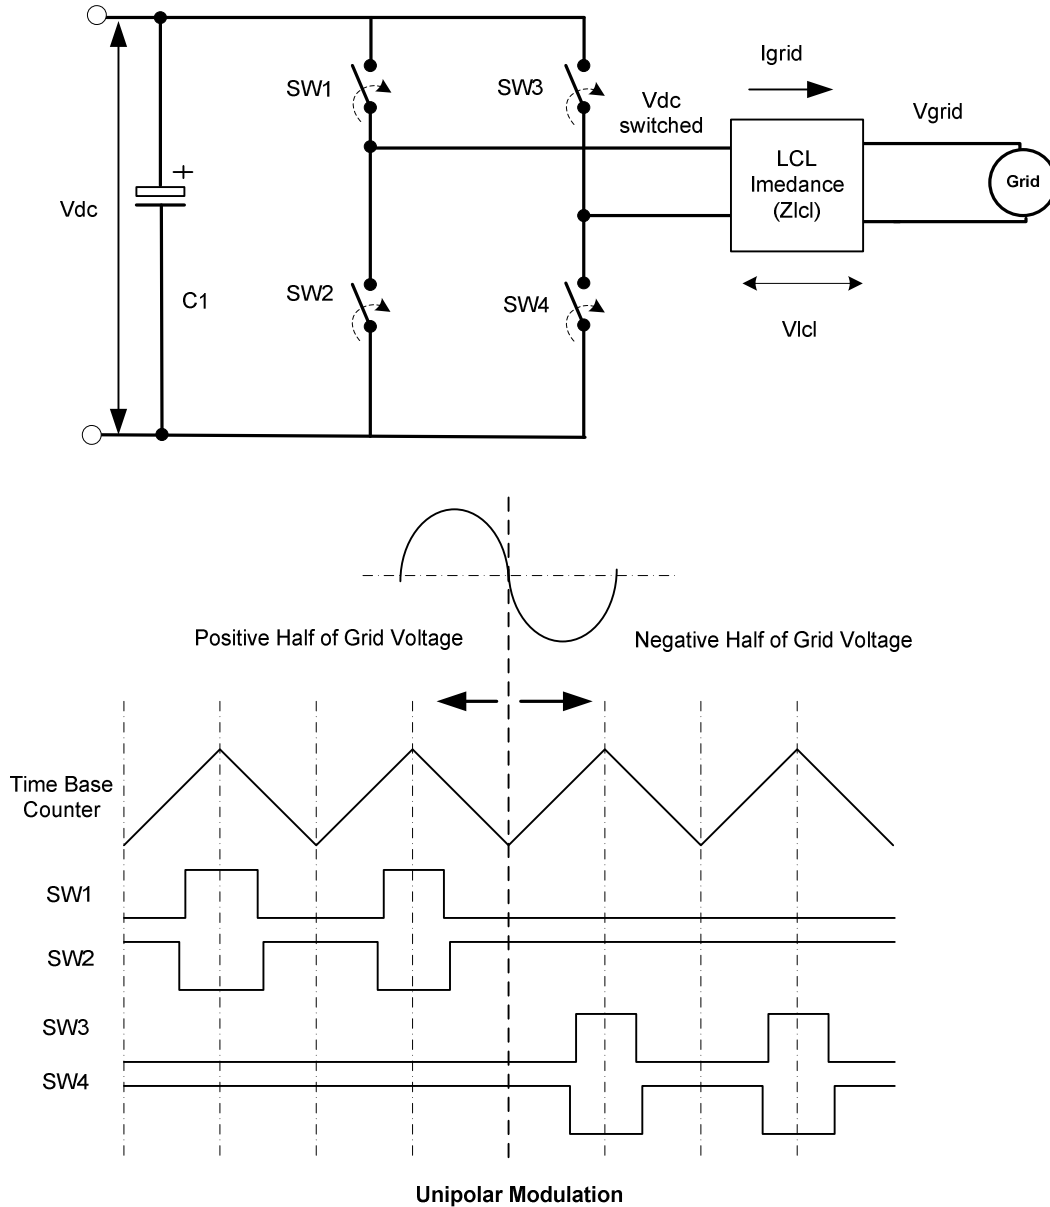 Igrid
SW1
SW3
Vdc
switched
Vgrid
LCL
Imedance
(Zlcl)
Grid
+
Vdc
C1
SW2
SW4
Vlcl
Positive Half of Grid Voltage
Negative Half of Grid Voltage
Time Base
Counter
SW1
SW2
SW3
SW4
Unipolar Modulation